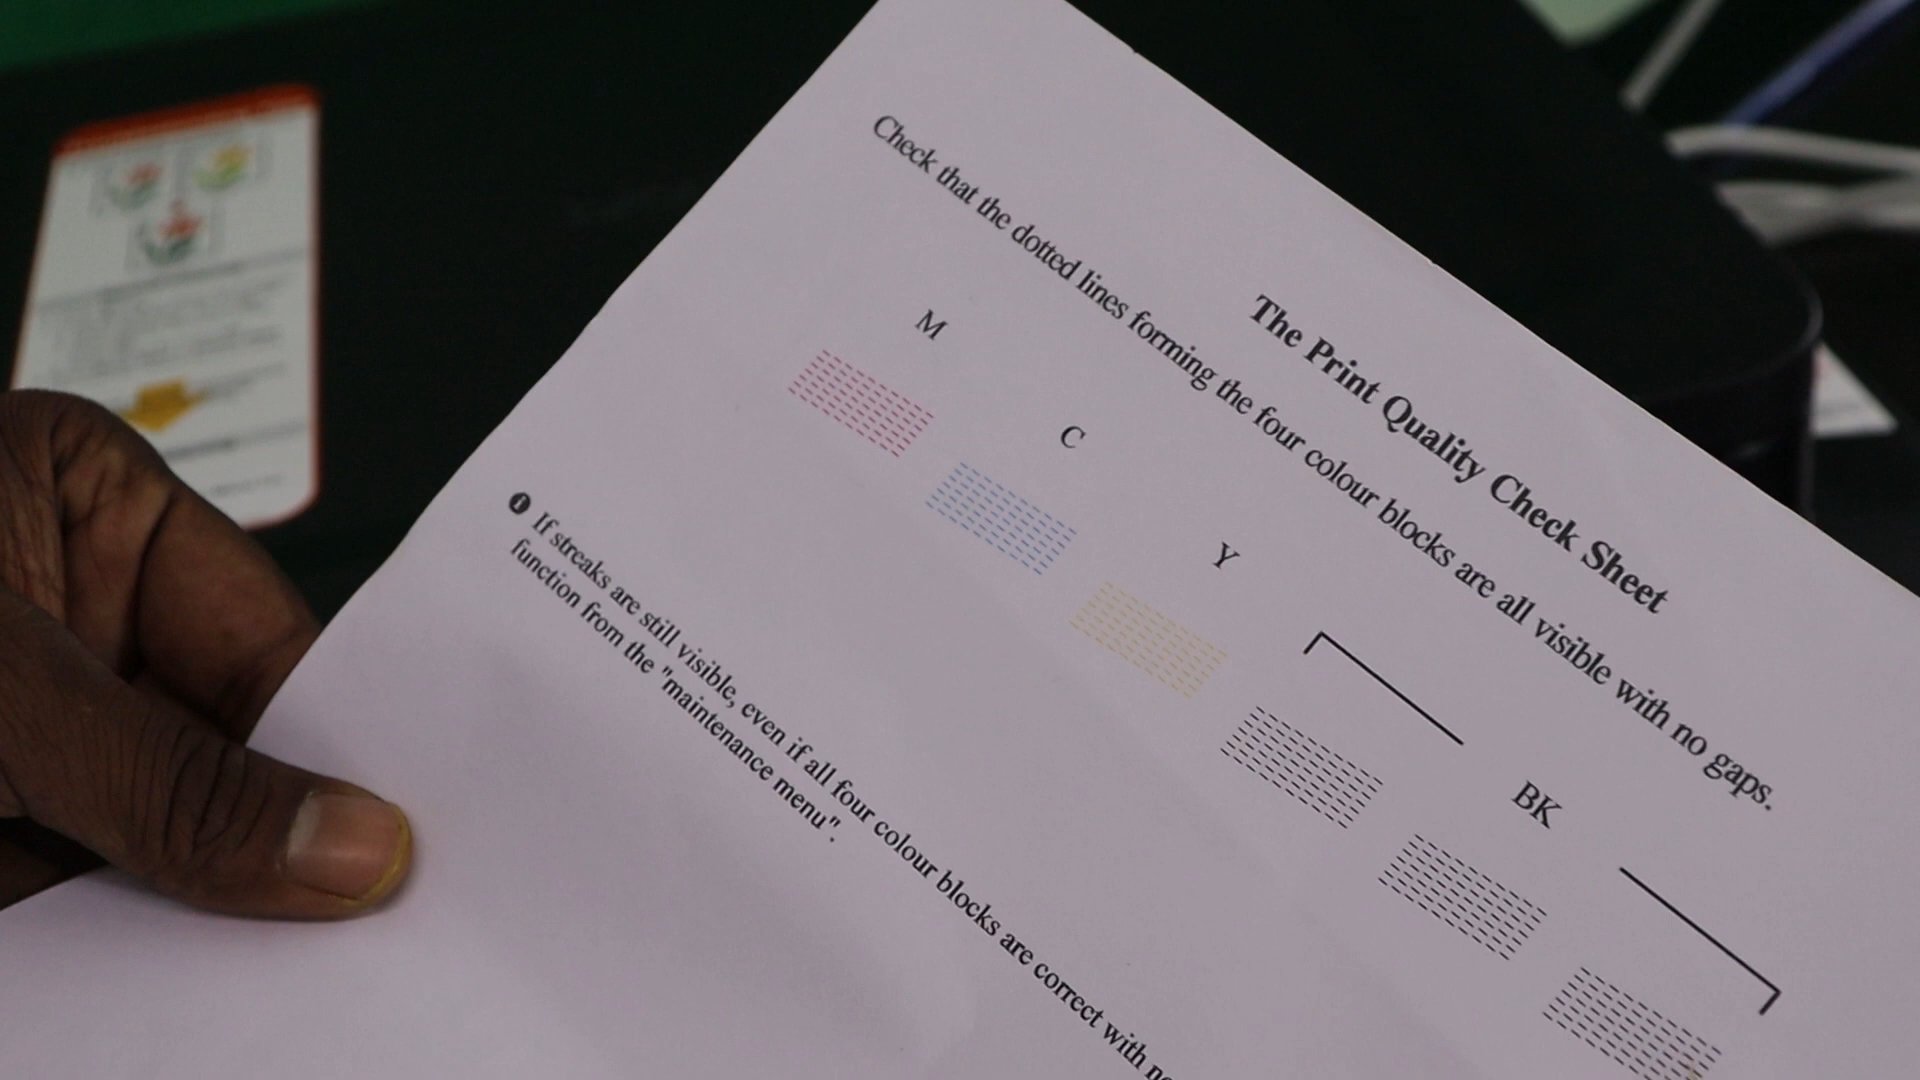 The Print Quality Check Sheet
Check that the dotted lines forming the four colour blocks are all visible with no gaps.
M
C
Y
BK
If streaks are still visible, even if all four colour blocks are correct with
function from the "maintenance menu".